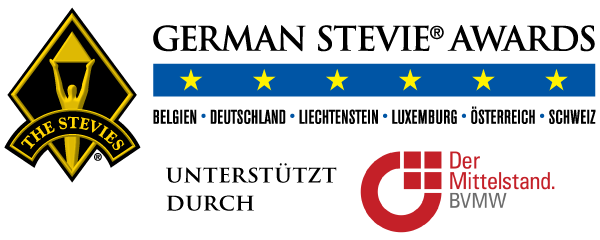 THE STEVIES
®
GERMAN STEVIE® AWARDS
BELGIEN • DEUTSCHLAND • LIECHTENSTEIN • LUXEMBURG • ÖSTERREICH • SCHWEIZ
UNTERSTÜTZT
DURCH
Der
Mittelstand.
BVMW